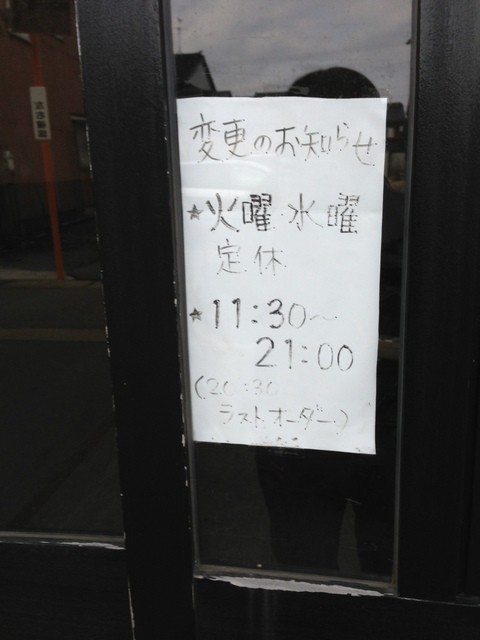 変更のお知らせ
★火曜・水曜
定休
★11:30〜
21:00
(20:30
ラストオーダー)